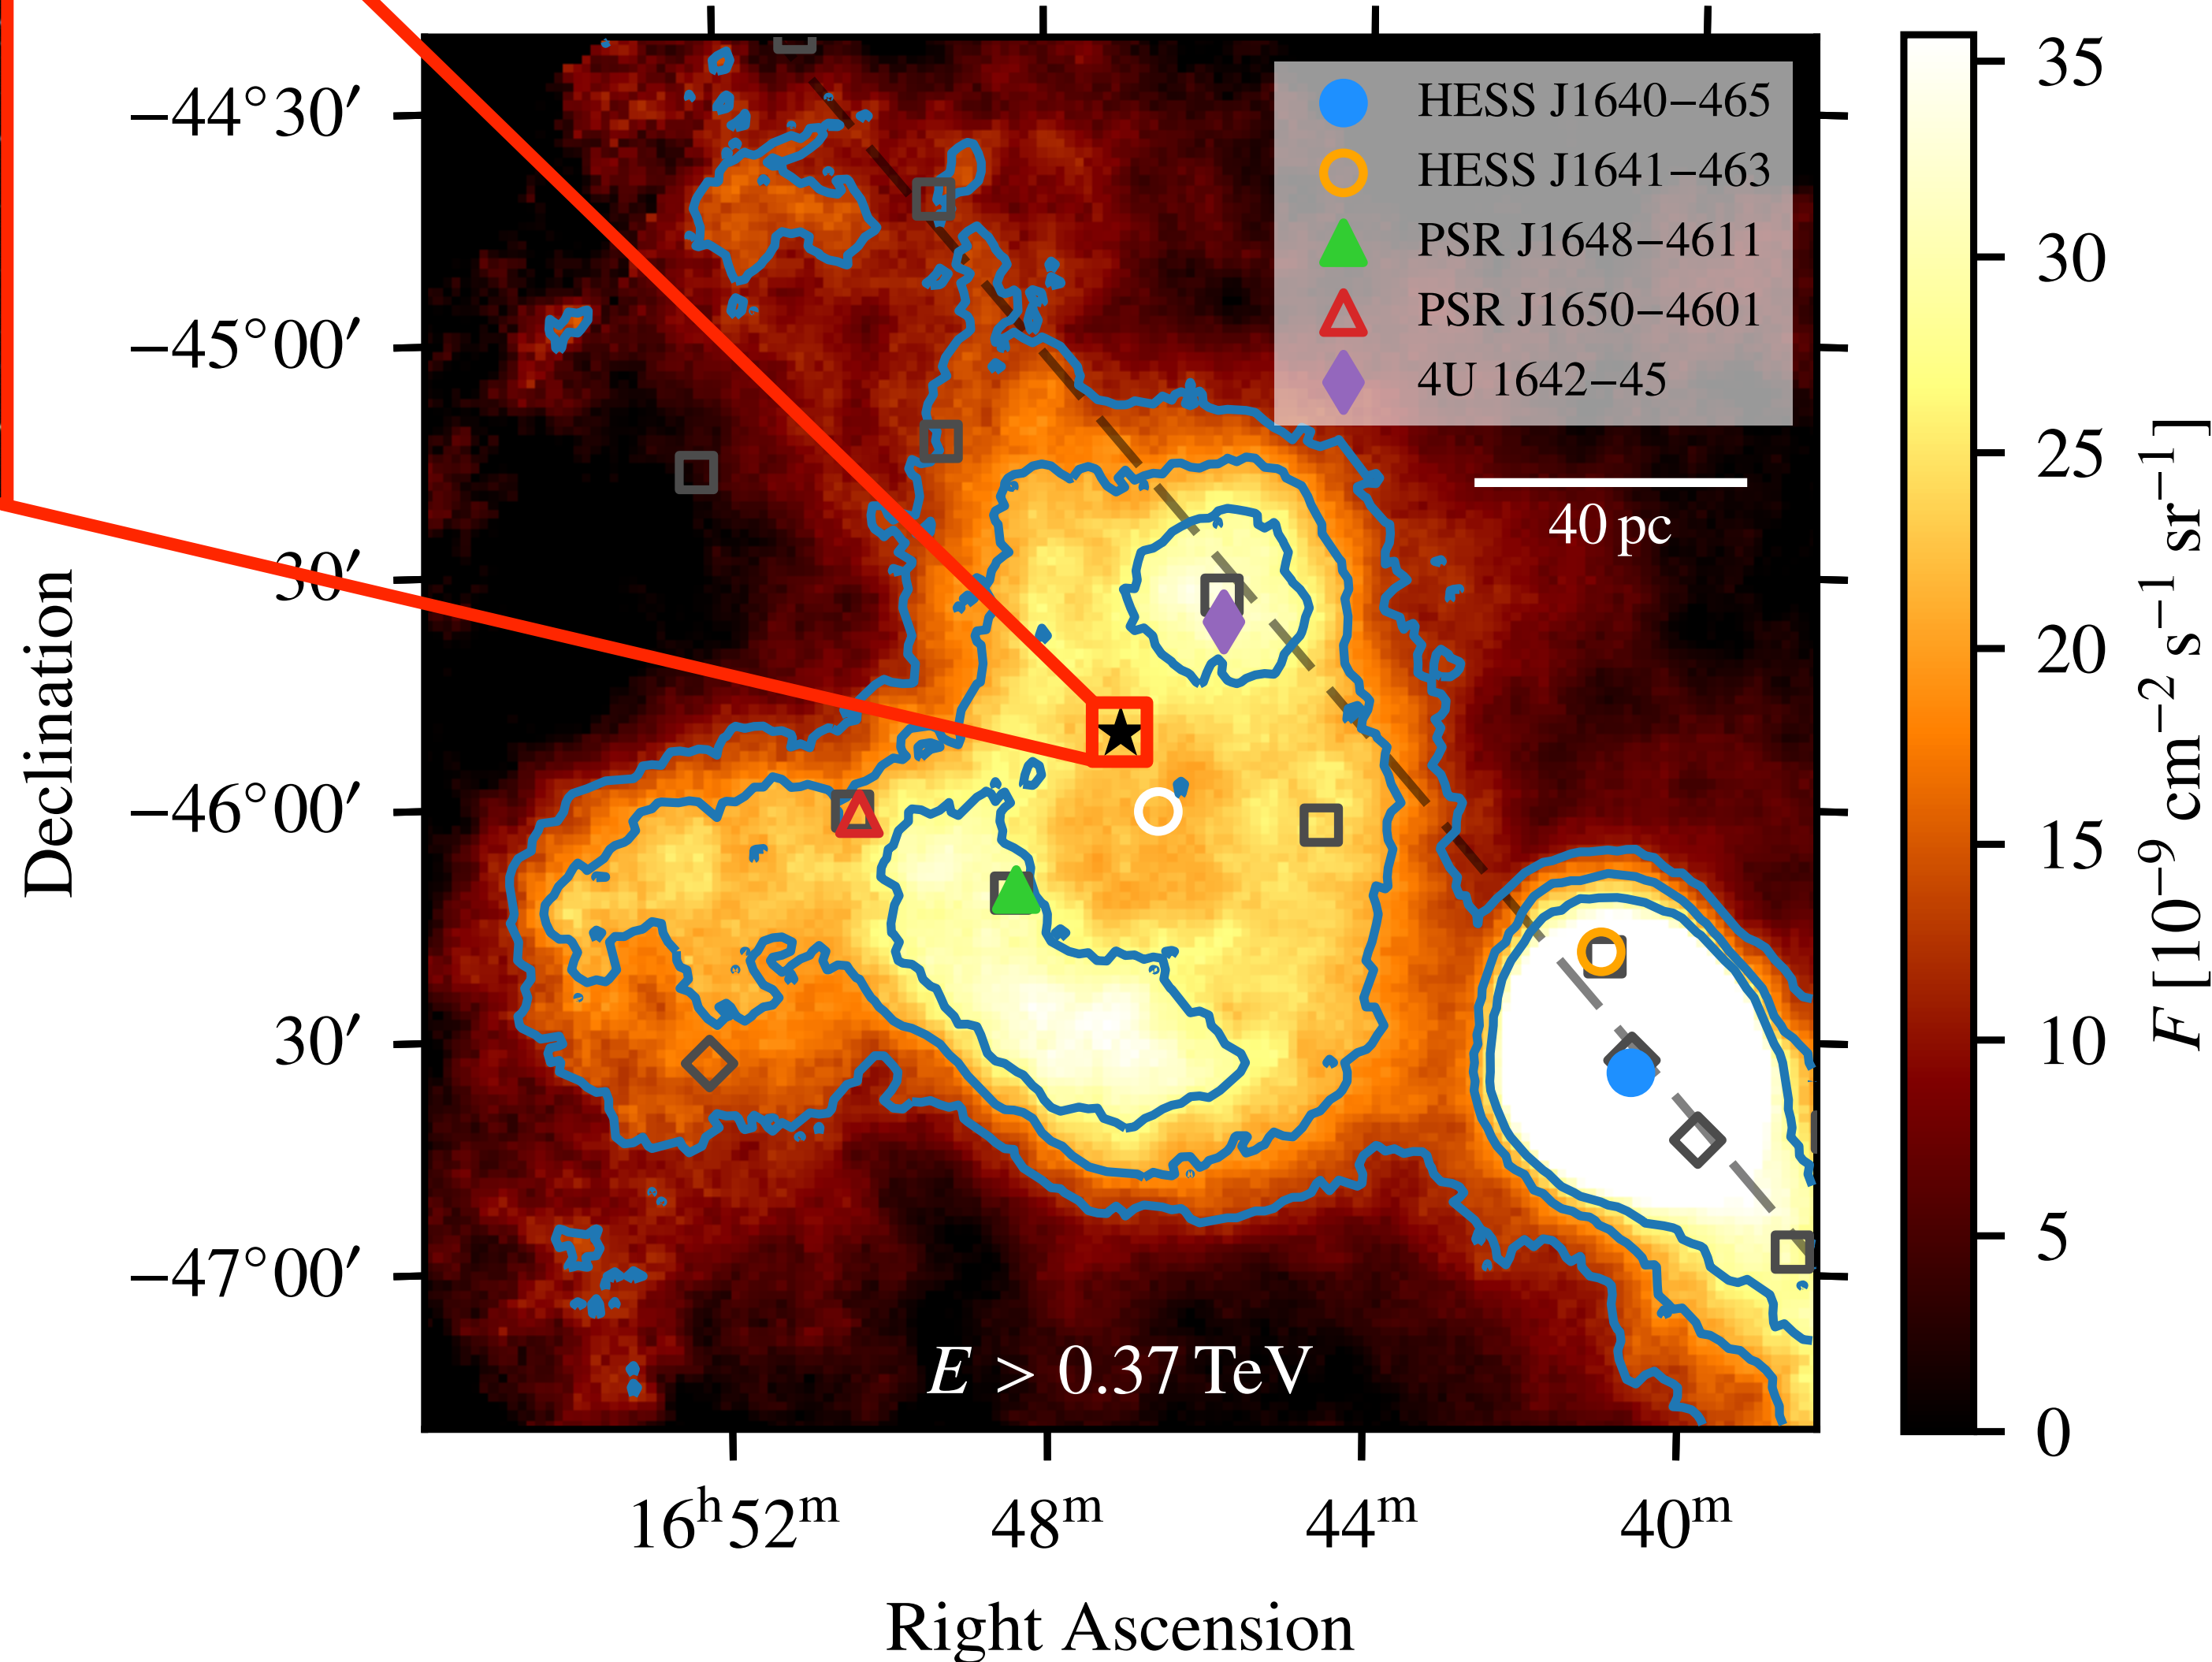 HESS J1640−465
HESS J1641−463
PSR J1648−4611
PSR J1650−4601
4U 1642−45
40 pc
E > 0.37 TeV
−44°30′
−45°00′
30′
−46°00′
30′
−47°00′
Declination
16ʰ52ᵐ
48ᵐ
44ᵐ
40ᵐ
Right Ascension
35
30
25
20
15
10
5
0
F [10⁻⁹ cm⁻² s⁻¹ sr⁻¹]